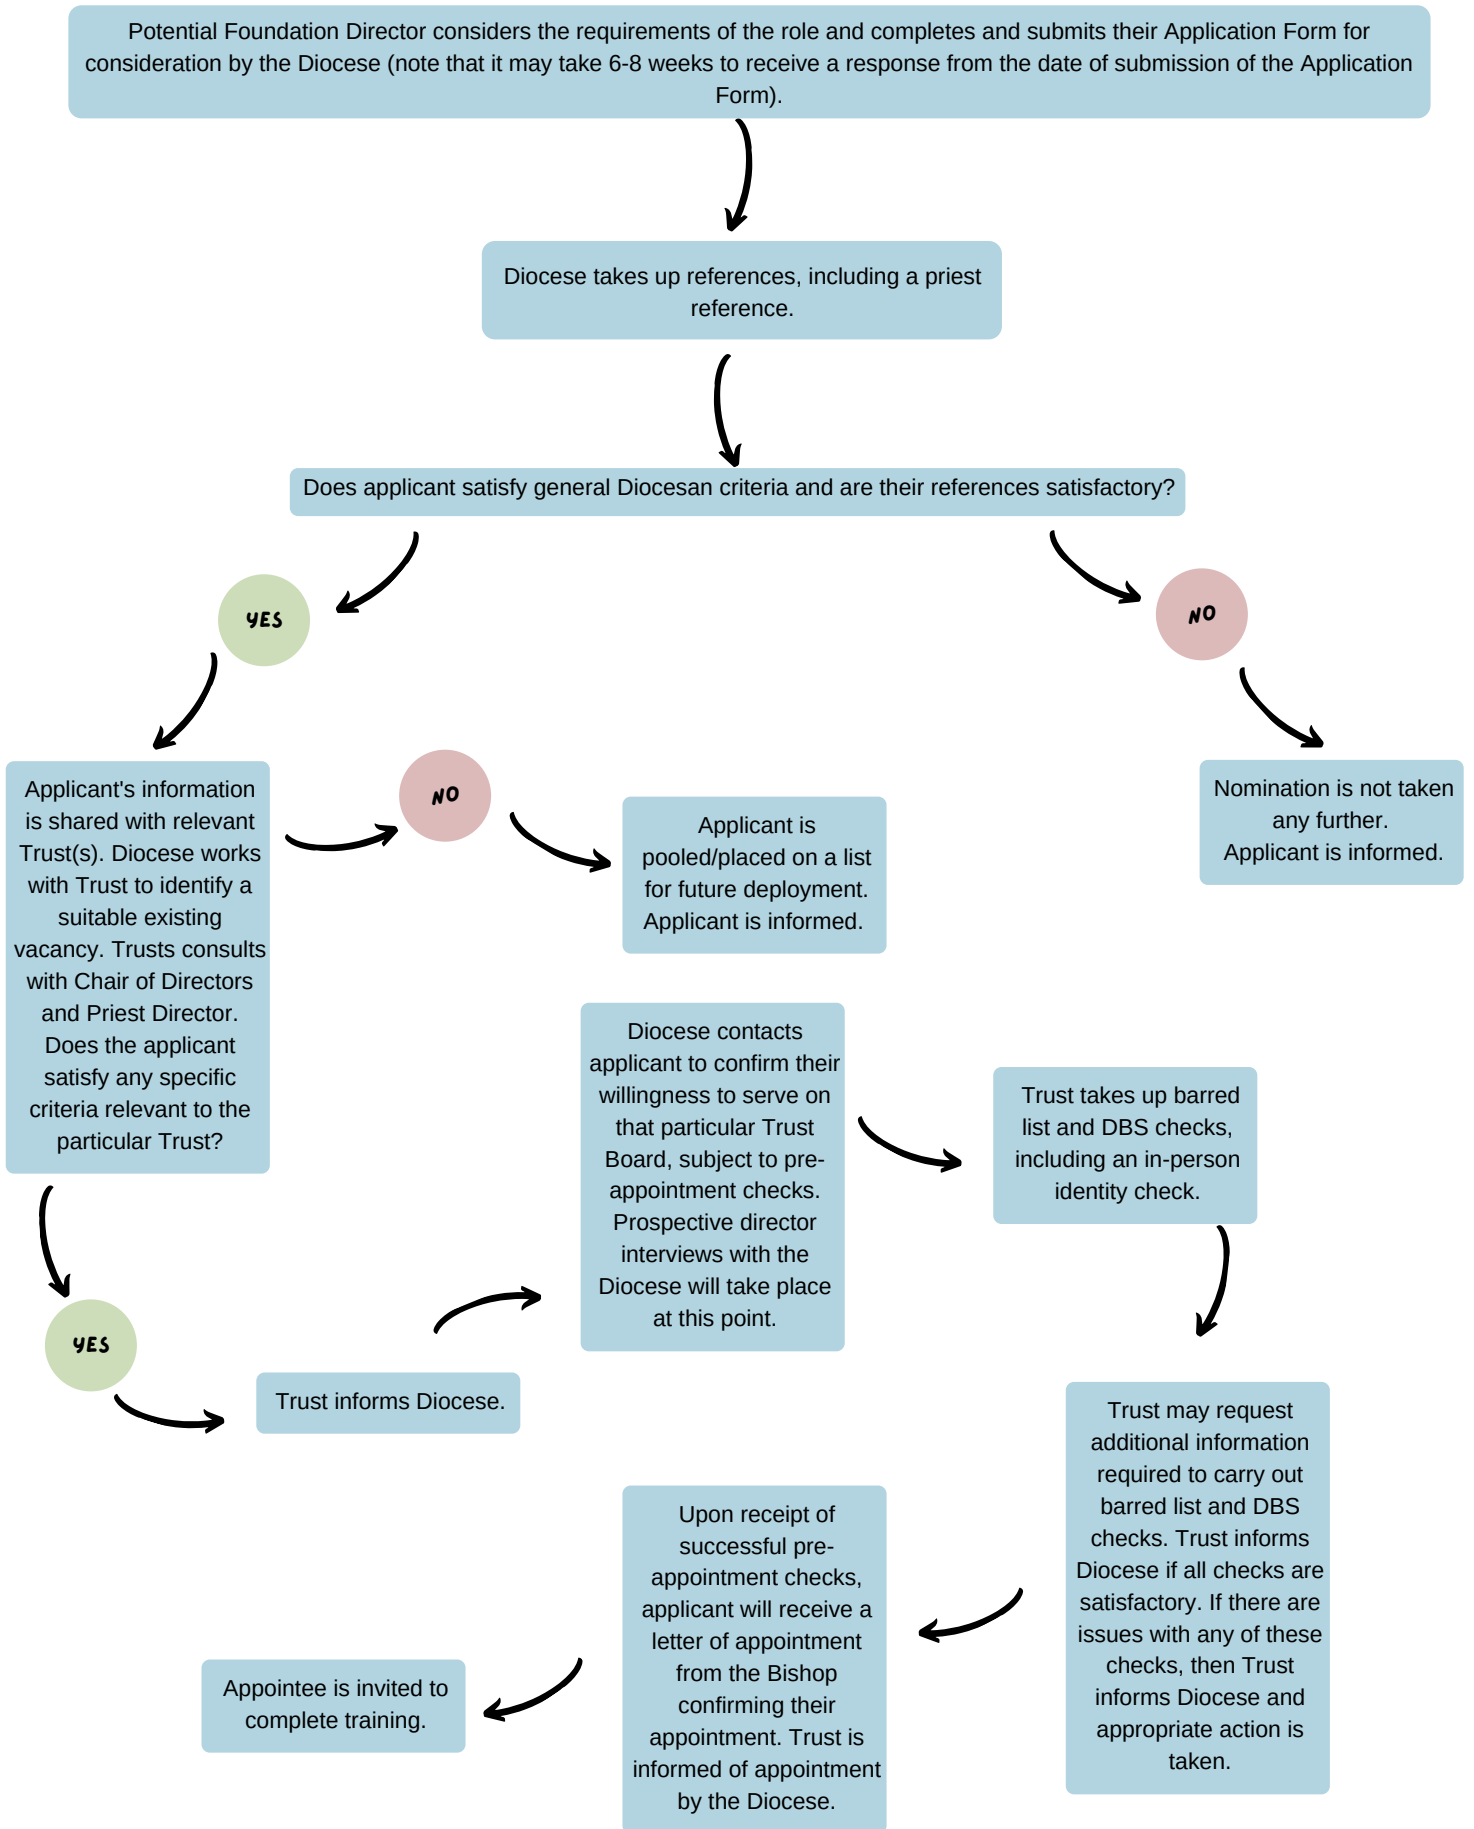 Potential Foundation Director considers the requirements of the role and completes and submits their Application Form for
consideration by the Diocese (note that it may take 6-8 weeks to receive a response from the date of submission of the Application
Form).
Diocese takes up references, including a priest
reference.
Does applicant satisfy general Diocesan criteria and are their references satisfactory?
YES
NO
Applicant's information
is shared with relevant
Trust(s). Diocese works
with Trust to identify a
suitable existing
vacancy. Trusts consults
with Chair of Directors
and Priest Director.
Does the applicant
satisfy any specific
criteria relevant to the
particular Trust?
NO
Applicant is
pooled/placed on a list
for future deployment.
Applicant is informed.
Nomination is not taken
any further.
Applicant is informed.
YES
Trust informs Diocese.
Diocese contacts
applicant to confirm their
willingness to serve on
that particular Trust
Board, subject to pre-
appointment checks.
Prospective director
interviews with the
Diocese will take place
at this point.
Trust takes up barred
list and DBS checks,
including an in-person
identity check.
Trust may request
additional information
required to carry out
barred list and DBS
checks. Trust informs
Diocese if all checks are
satisfactory. If there are
issues with any of these
checks, then Trust
informs Diocese and
appropriate action is
taken.
Upon receipt of
successful pre-
appointment checks,
applicant will receive a
letter of appointment
from the Bishop
confirming their
appointment. Trust is
informed of appointment
by the Diocese.
Appointee is invited to
complete training.